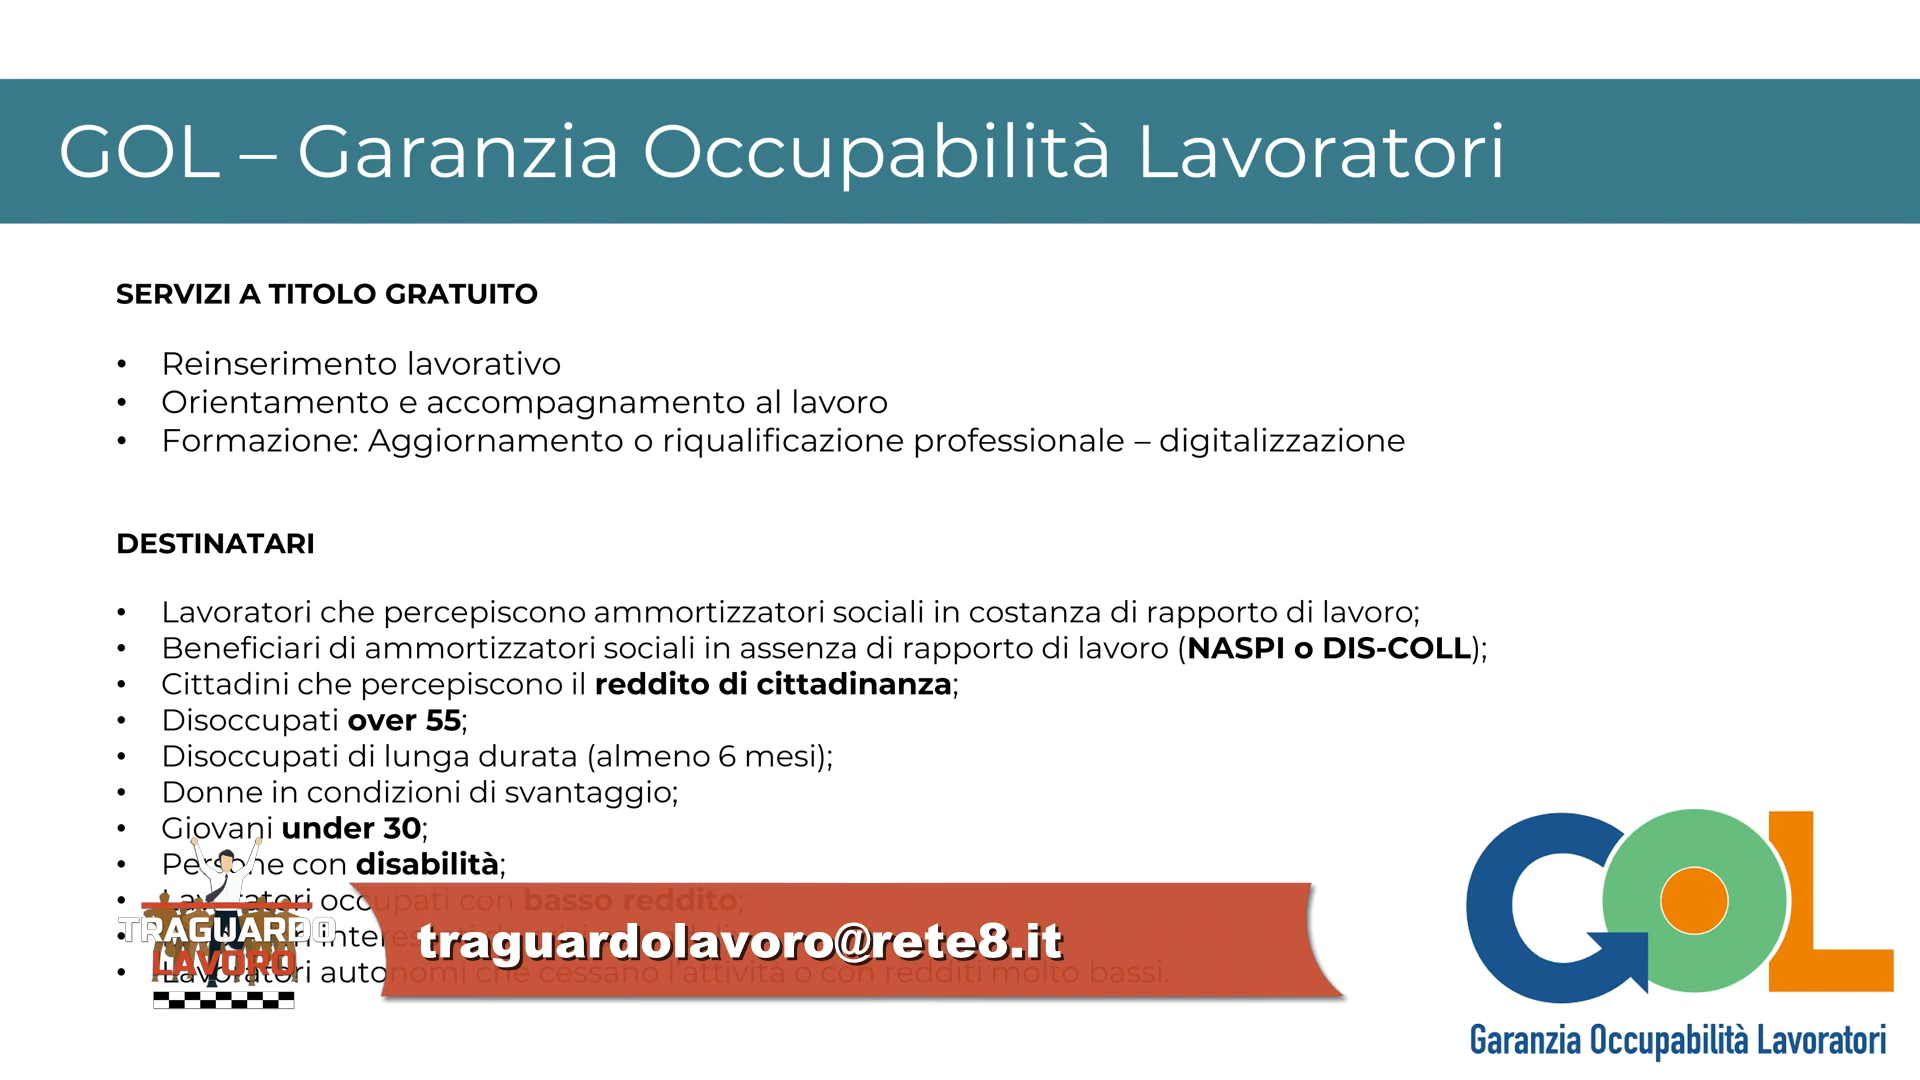 GOL – Garanzia Occupabilità Lavoratori
SERVIZI A TITOLO GRATUITO
• Reinserimento lavorativo
• Orientamento e accompagnamento al lavoro
• Formazione: Aggiornamento o riqualificazione professionale – digitalizzazione
DESTINATARI
• Lavoratori che percepiscono ammortizzatori sociali in costanza di rapporto di lavoro;
• Beneficiari di ammortizzatori sociali in assenza di rapporto di lavoro (NASPI o DIS-COLL);
• Cittadini che percepiscono il reddito di cittadinanza;
• Disoccupati over 55;
• Disoccupati di lunga durata (almeno 6 mesi);
• Donne in condizioni di svantaggio;
• Giovani under 30;
• Persone con disabilità;
• Lavoratori occupati con basso reddito;
• Lavoratori autonomi che cessano l'attività o con redditi molto bassi.
TRAGUARDO
LAVORO
traguardolavoro@rete8.it
GOL
Garanzia Occupabilità Lavoratori